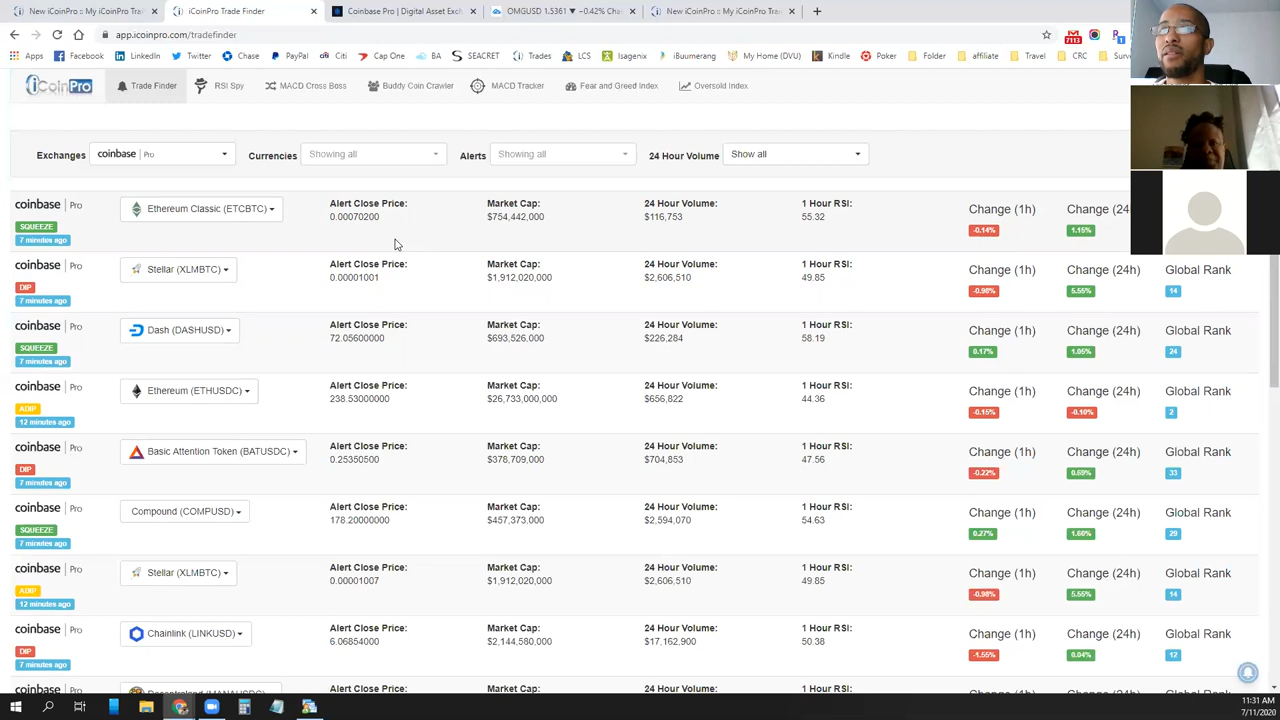 New iCoinPro :: My iCoinPro Tra
iCoinPro Trade Finder
Coinbase Pro | Digital Asset Exch
OMGUSD 1.5361 ▼ −0.42% Chan
New iCoinPro :: My iCoinPro Tra
app.icoinpro.com/tradefinder
7113
Apps
Facebook
LinkedIn
Twitter
Chase
PayPal
Citi
Cap One
BA
SEACRET
Trades
LCS
Isagenix
iBuumerang
My Home (DVU)
Kindle
Poker
Folder
affiliate
Travel
CRC
Surv
iCoinPro
Trade Finder
RSI Spy
MACD Cross Boss
Buddy Coin Crawler
MACD Tracker
Fear and Greed Index
Oversold Index
Exchanges coinbase | Pro
Currencies Showing all
Alerts Showing all
24 Hour Volume Show all
coinbase | Pro
SQUEEZE
7 minutes ago
Ethereum Classic (ETCBTC)
Alert Close Price:
0.00070200
Market Cap:
$754,442,000
24 Hour Volume:
$116,753
1 Hour RSI:
55.32
Change (1h)
-0.14%
Change (24
1.15%
coinbase | Pro
DIP
7 minutes ago
Stellar (XLMBTC)
Alert Close Price:
0.00001001
Market Cap:
$1,912,020,000
24 Hour Volume:
$2,606,510
1 Hour RSI:
49.85
Change (1h)
-0.98%
Change (24h)
5.55%
Global Rank
14
coinbase | Pro
SQUEEZE
7 minutes ago
Dash (DASHUSD)
Alert Close Price:
72.05600000
Market Cap:
$693,526,000
24 Hour Volume:
$226,284
1 Hour RSI:
58.19
Change (1h)
0.17%
Change (24h)
1.05%
Global Rank
24
coinbase | Pro
ADIP
12 minutes ago
Ethereum (ETHUSDC)
Alert Close Price:
238.53000000
Market Cap:
$26,733,000,000
24 Hour Volume:
$656,822
1 Hour RSI:
44.36
Change (1h)
-0.15%
Change (24h)
-0.10%
Global Rank
2
coinbase | Pro
DIP
7 minutes ago
Basic Attention Token (BATUSDC)
Alert Close Price:
0.25350500
Market Cap:
$378,709,000
24 Hour Volume:
$704,853
1 Hour RSI:
47.56
Change (1h)
-0.22%
Change (24h)
0.69%
Global Rank
33
coinbase | Pro
SQUEEZE
7 minutes ago
Compound (COMPUSD)
Alert Close Price:
178.20000000
Market Cap:
$457,373,000
24 Hour Volume:
$2,594,070
1 Hour RSI:
54.63
Change (1h)
0.27%
Change (24h)
1.60%
Global Rank
29
coinbase | Pro
ADIP
12 minutes ago
Stellar (XLMBTC)
Alert Close Price:
0.00001007
Market Cap:
$1,912,020,000
24 Hour Volume:
$2,606,510
1 Hour RSI:
49.85
Change (1h)
-0.98%
Change (24h)
5.55%
Global Rank
14
coinbase | Pro
DIP
7 minutes ago
Chainlink (LINKUSD)
Alert Close Price:
6.06854000
Market Cap:
$2,144,580,000
24 Hour Volume:
$17,162,900
1 Hour RSI:
50.38
Change (1h)
-1.55%
Change (24h)
0.04%
Global Rank
12
coinbase | Pro
Decentraland (MANAUSDC)
Alert Close Price:
Market Cap:
24 Hour Volume:
1 Hour RSI:
11:31 AM
7/11/2020